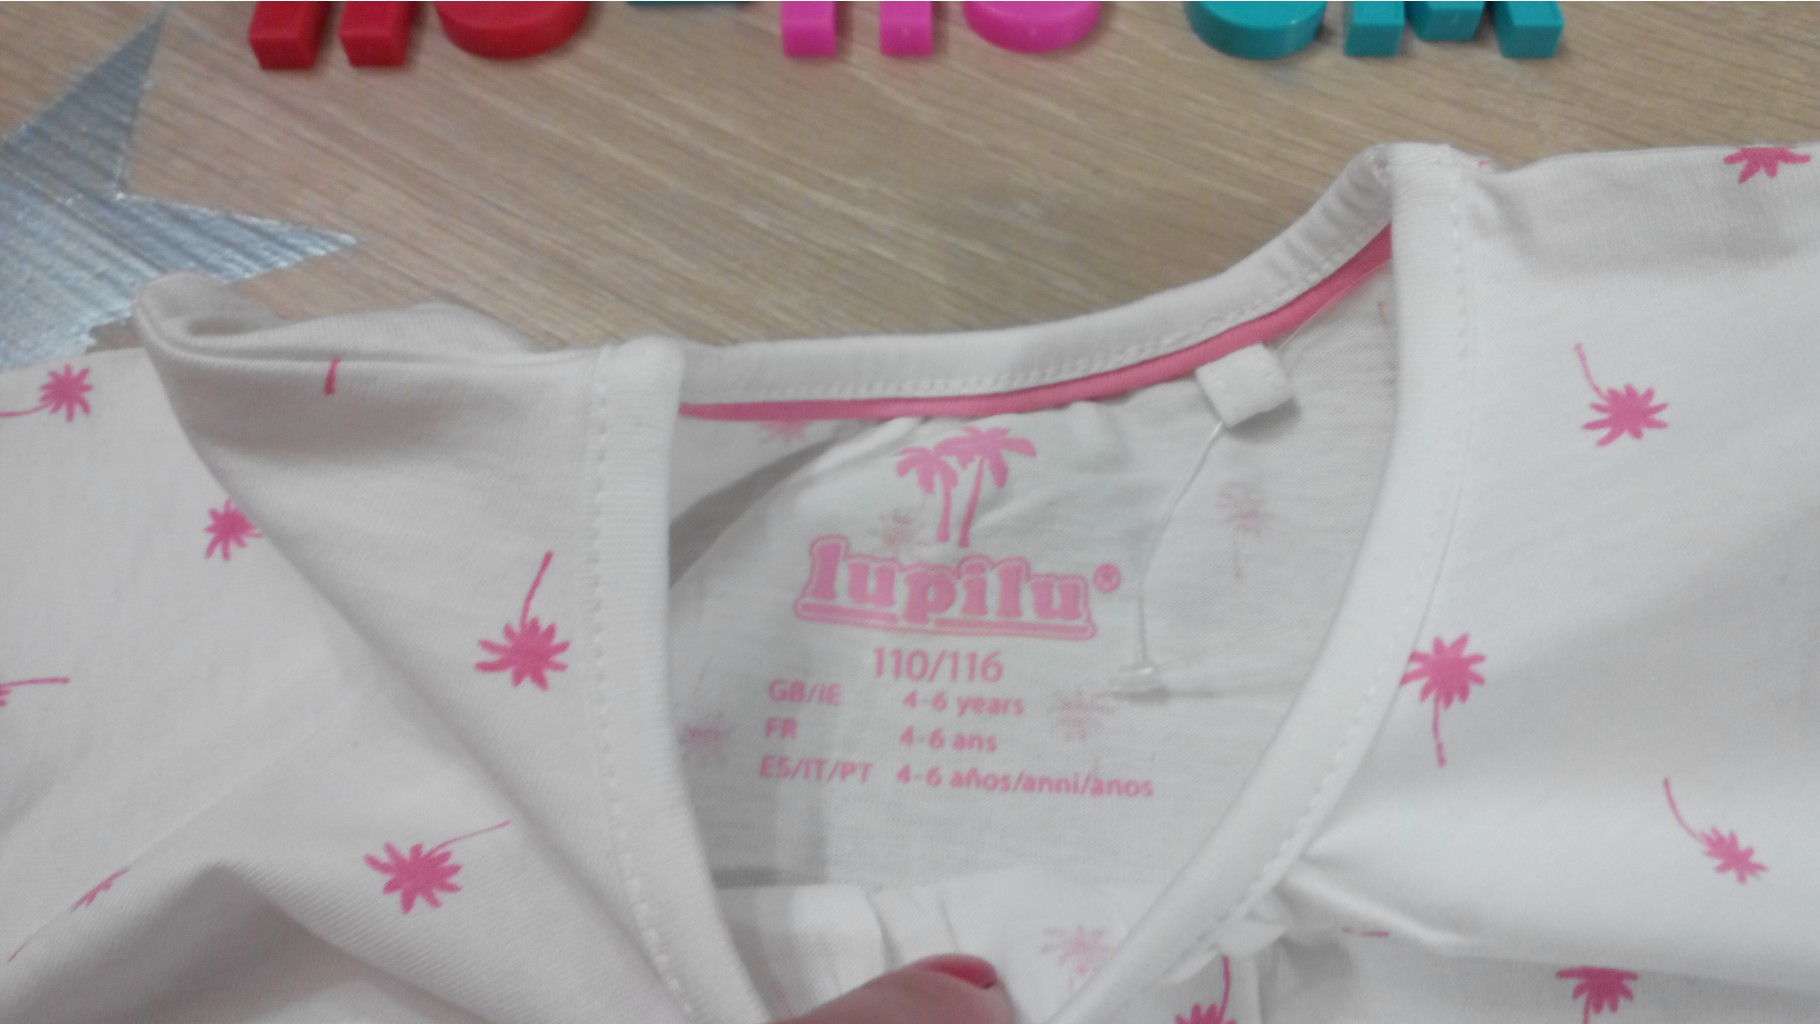 lupilu®
110/116
GB/IE 4-6 years
FR 4-6 ans
ES/IT/PT 4-6 años/anni/anos